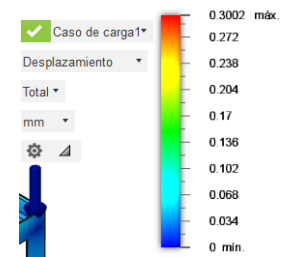 Caso de carga1
Desplazamiento
Total
mm
0.3002 máx.
0.272
0.238
0.204
0.17
0.136
0.102
0.068
0.034
0 mín.